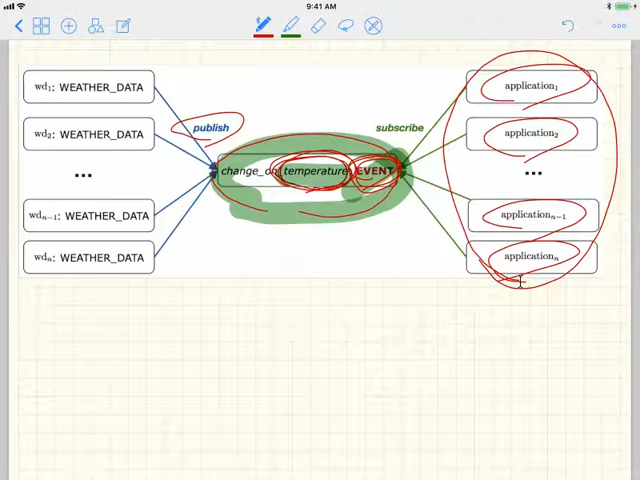 9:41 AM
wd1: WEATHER_DATA
application1
publish
subscribe
wd2: WEATHER_DATA
application2
...
change_on_temperature: EVENT
...
wdn−1: WEATHER_DATA
applicationn−1
wdn: WEATHER_DATA
applicationn